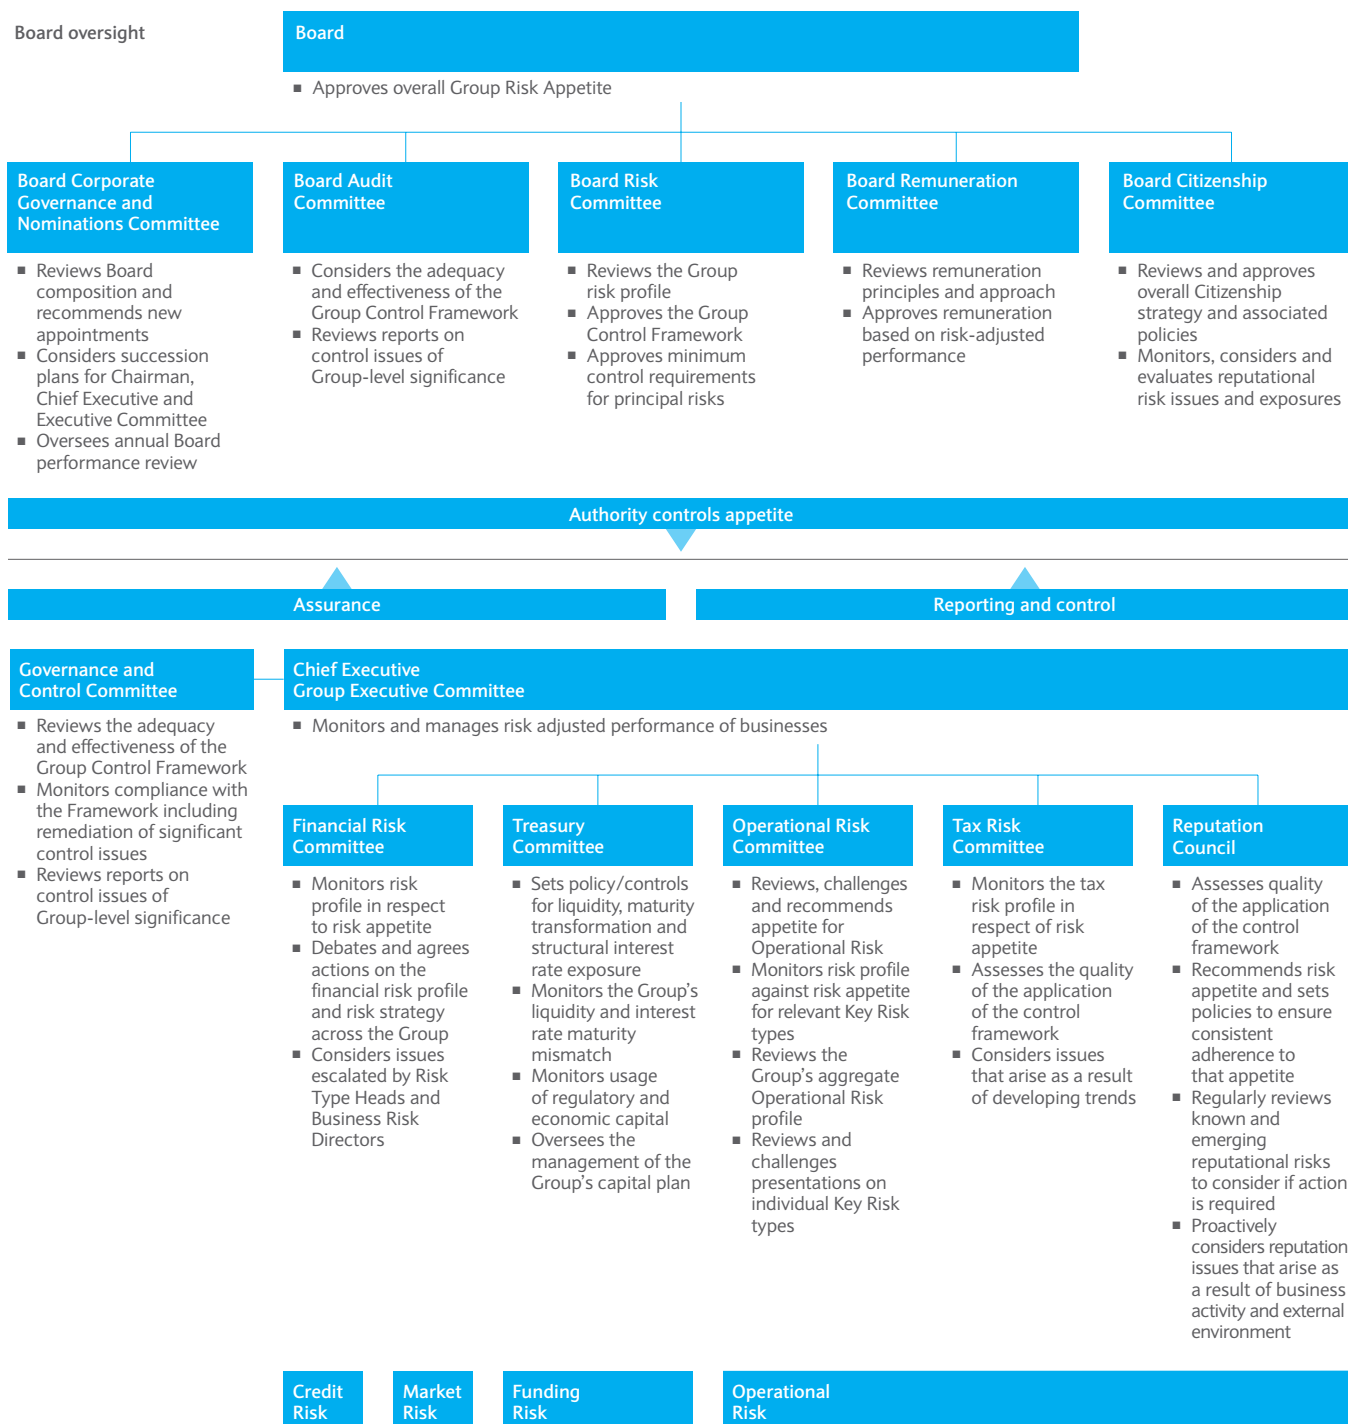 Board oversight
Board
■ Approves overall Group Risk Appetite
Board Corporate
Governance and
Nominations Committee
■ Reviews Board
composition and
recommends new
appointments
■ Considers succession
plans for Chairman,
Chief Executive and
Executive Committee
■ Oversees annual Board
performance review
Board Audit
Committee
■ Considers the adequacy
and effectiveness of the
Group Control Framework
■ Reviews reports on
control issues of
Group-level significance
Board Risk
Committee
■ Reviews the Group
risk profile
■ Approves the Group
Control Framework
■ Approves minimum
control requirements
for principal risks
Board Remuneration
Committee
■ Reviews remuneration
principles and approach
■ Approves remuneration
based on risk-adjusted
performance
Board Citizenship
Committee
■ Reviews and approves
overall Citizenship
strategy and associated
policies
■ Monitors, considers and
evaluates reputational
risk issues and exposures
Authority controls appetite
Assurance
Reporting and control
Governance and
Control Committee
■ Reviews the adequacy
and effectiveness of the
Group Control Framework
■ Monitors compliance with
the Framework including
remediation of significant
control issues
■ Reviews reports on
control issues of
Group-level significance
Chief Executive
Group Executive Committee
■ Monitors and manages risk adjusted performance of businesses
Financial Risk
Committee
■ Monitors risk
profile in respect
to risk appetite
■ Debates and agrees
actions on the
financial risk profile
and risk strategy
across the Group
■ Considers issues
escalated by Risk
Type Heads and
Business Risk
Directors
Treasury
Committee
■ Sets policy/controls
for liquidity, maturity
transformation and
structural interest
rate exposure
■ Monitors the Group's
liquidity and interest
rate maturity
mismatch
■ Monitors usage
of regulatory and
economic capital
■ Oversees the
management of the
Group's capital plan
Operational Risk
Committee
■ Reviews, challenges
and recommends
appetite for
Operational Risk
■ Monitors risk profile
against risk appetite
for relevant Key Risk
types
■ Reviews the
Group's aggregate
Operational Risk
profile
■ Reviews and
challenges
presentations on
individual Key Risk
types
Tax Risk
Committee
■ Monitors the tax
risk profile in
respect of risk
appetite
■ Assesses the quality
of the application
of the control
framework
■ Considers issues
that arise as a result
of developing trends
Reputation
Council
■ Assesses quality
of the application
of the control
framework
■ Recommends risk
appetite and sets
policies to ensure
consistent
adherence to
that appetite
■ Regularly reviews
known and
emerging
reputational risks
to consider if action
is required
■ Proactively
considers reputation
issues that arise as
a result of business
activity and external
environment
Credit
Risk
Market
Risk
Funding
Risk
Operational
Risk